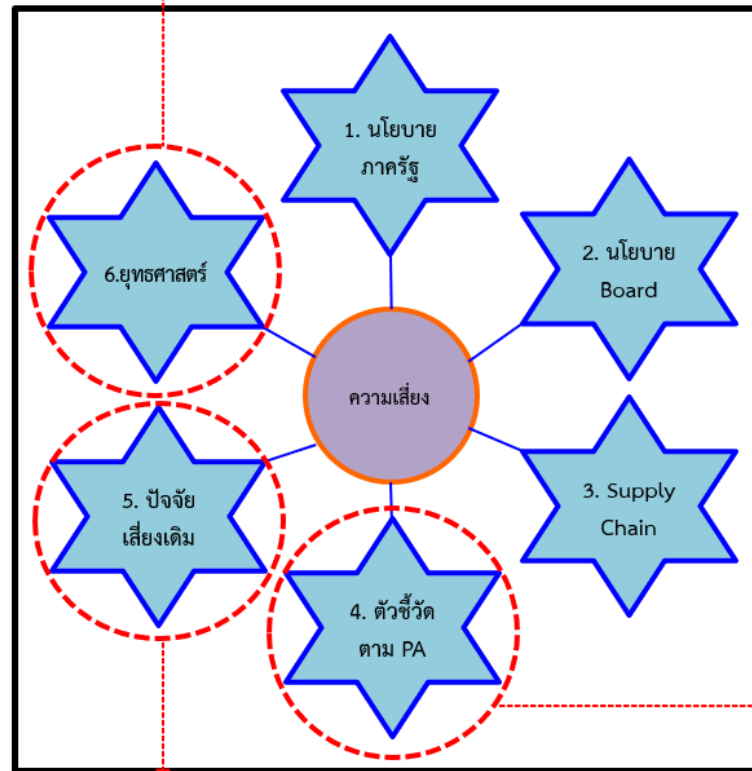 1. นโยบาย
ภาครัฐ
2. นโยบาย
Board
3. Supply
Chain
4. ตัวชี้วัด
ตาม PA
5. ปัจจัย
เสี่ยงเดิม
6.ยุทธศาสตร์
ความเสี่ยง